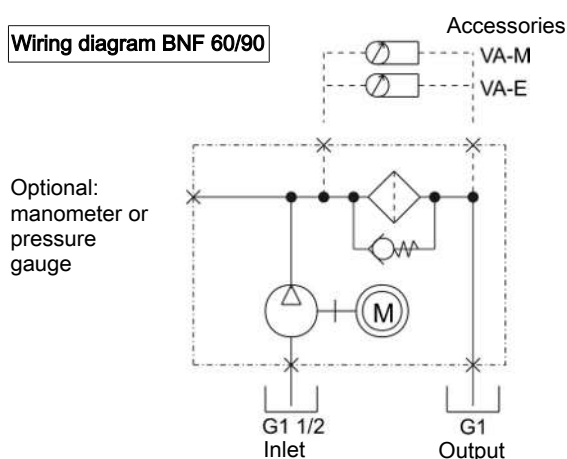 Wiring diagram BNF 60/90
Accessories
VA-M
VA-E
Optional:
manometer or
pressure
gauge
M
G1 1/2
Inlet
G1
Output